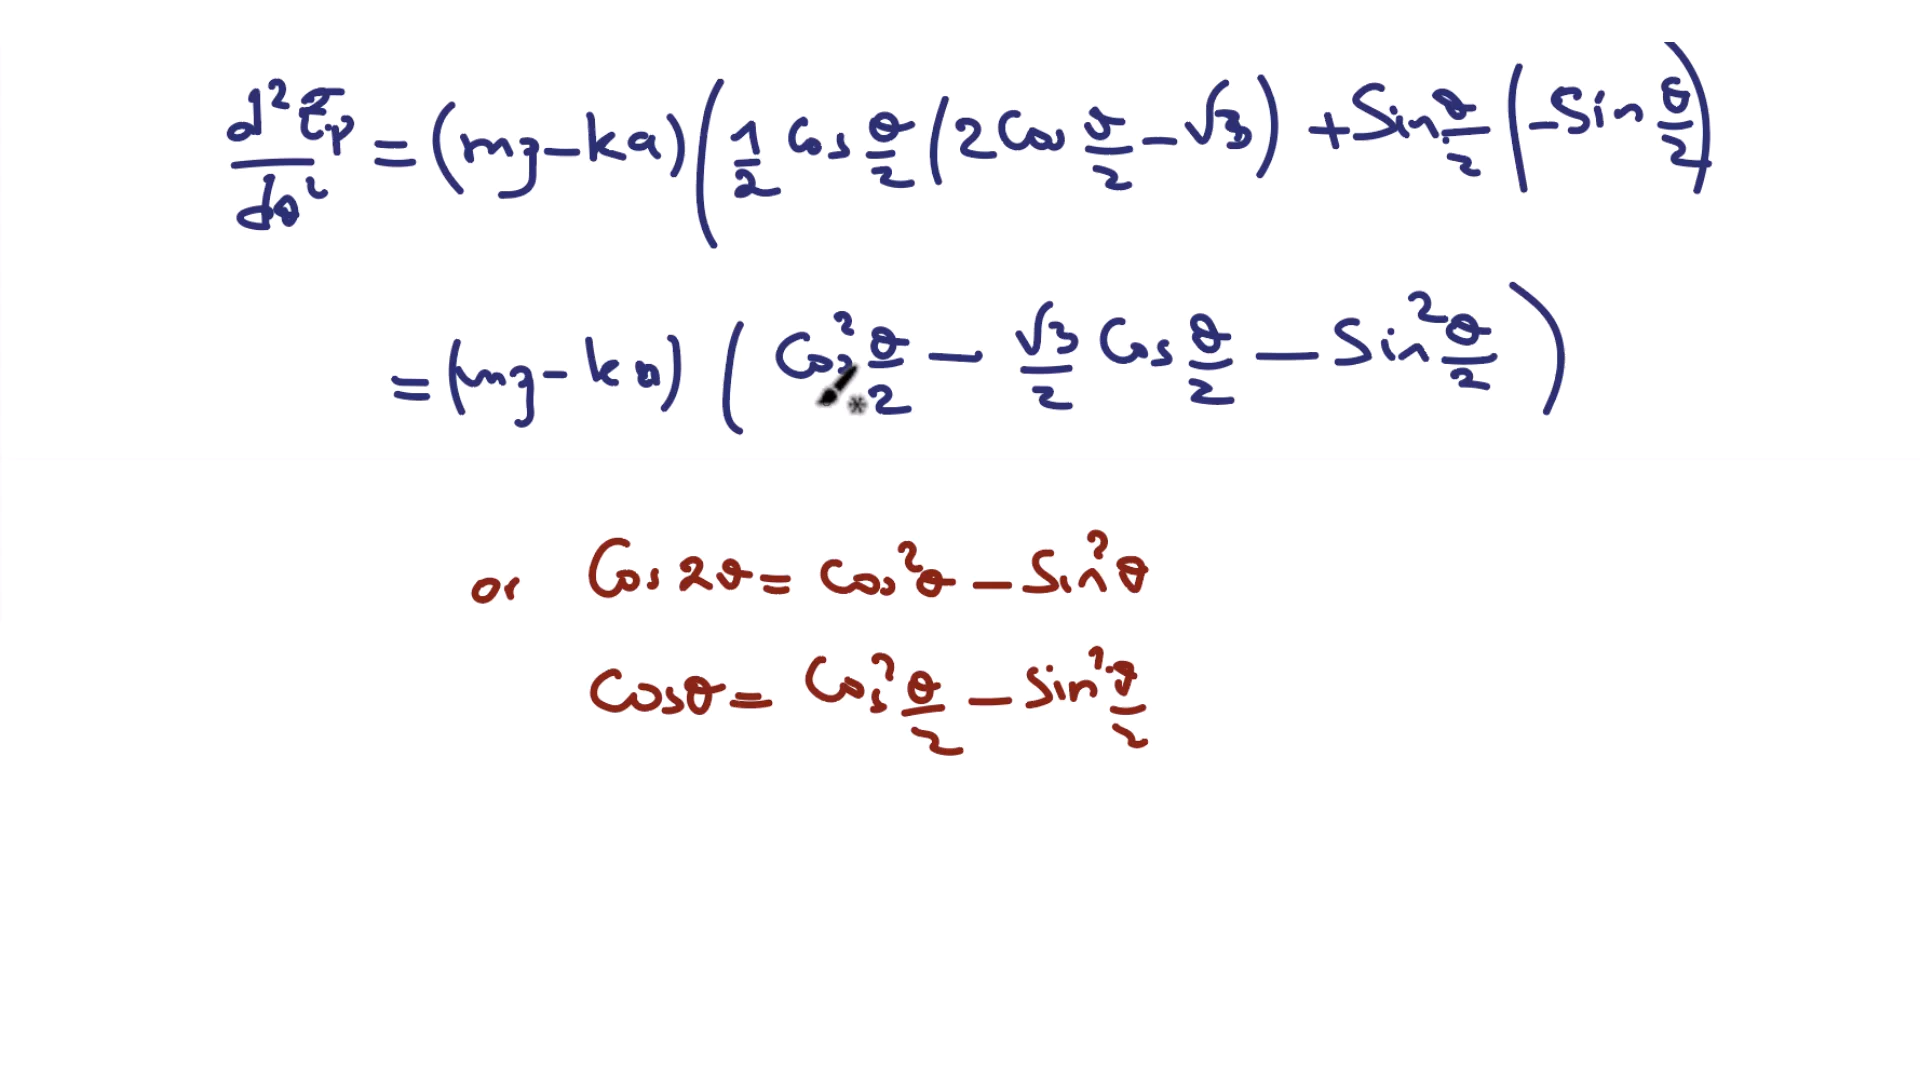 d²Ep/dθ² = (mg-ka)(1/2 Cos θ/2 (2Cos θ/2 - √3) + Sin θ/2 (-Sin θ/2)
= (mg-ka) (Cos² θ/2 - √3/2 Cos θ/2 - Sin² θ/2)
or Cos 2θ = Cos²θ - Sin²θ
Cosθ = Cos² θ/2 - Sin² θ/2